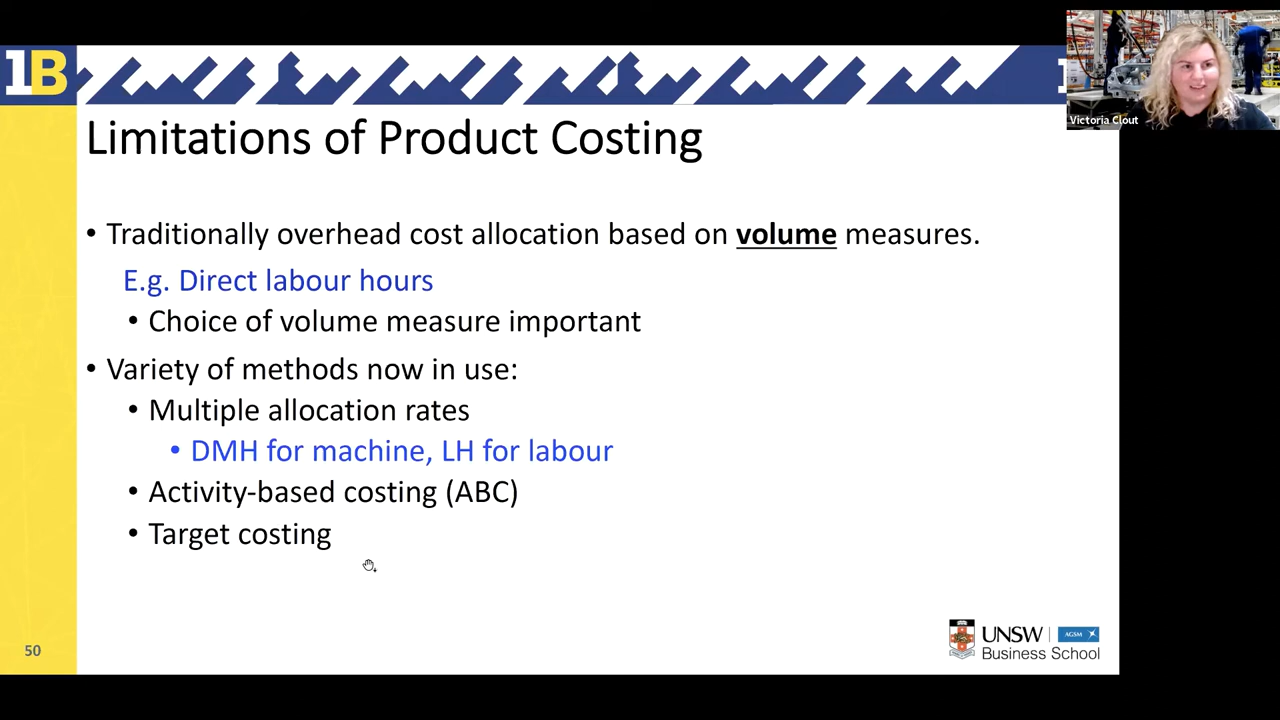 1B
1
Victoria Clout
Limitations of Product Costing
• Traditionally overhead cost allocation based on volume measures.
E.g. Direct labour hours
• Choice of volume measure important
• Variety of methods now in use:
• Multiple allocation rates
• DMH for machine, LH for labour
• Activity-based costing (ABC)
• Target costing
50
UNSW
AGSM
Business School